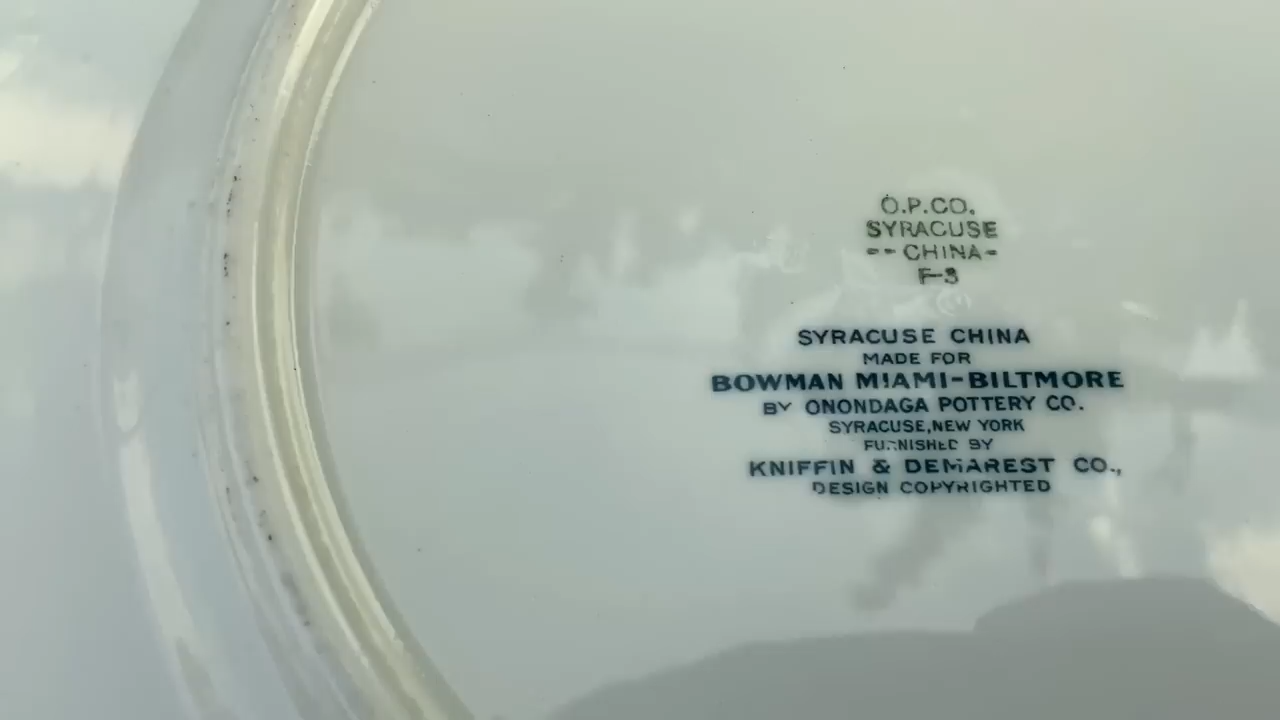 O.P.CO.
SYRACUSE
-- CHINA-
F-3
SYRACUSE CHINA
MADE FOR
BOWMAN MIAMI-BILTMORE
BY ONONDAGA POTTERY CO.
SYRACUSE, NEW YORK
FURNISHED BY
KNIFFIN & DEMAREST CO.,
DESIGN COPYRIGHTED